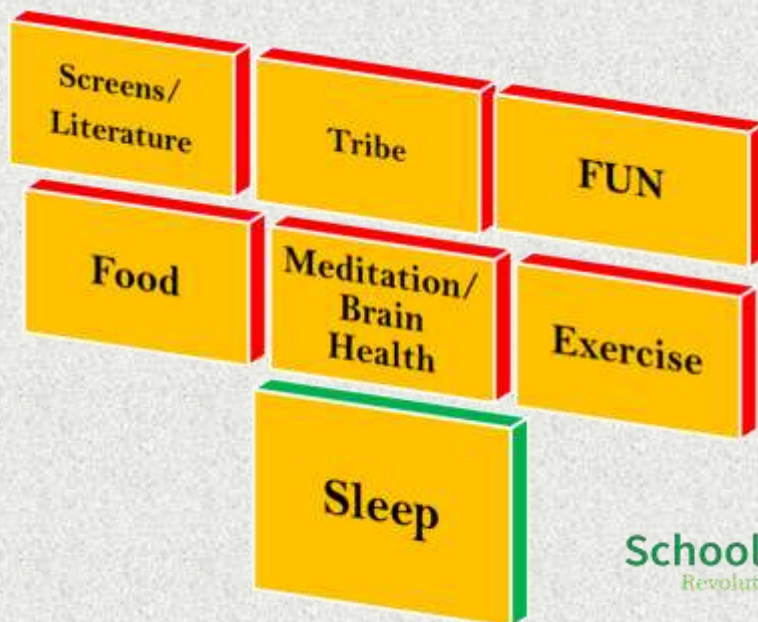 Screens/
Literature
Tribe
FUN
Food
Meditation/
Brain
Health
Exercise
Sleep
School